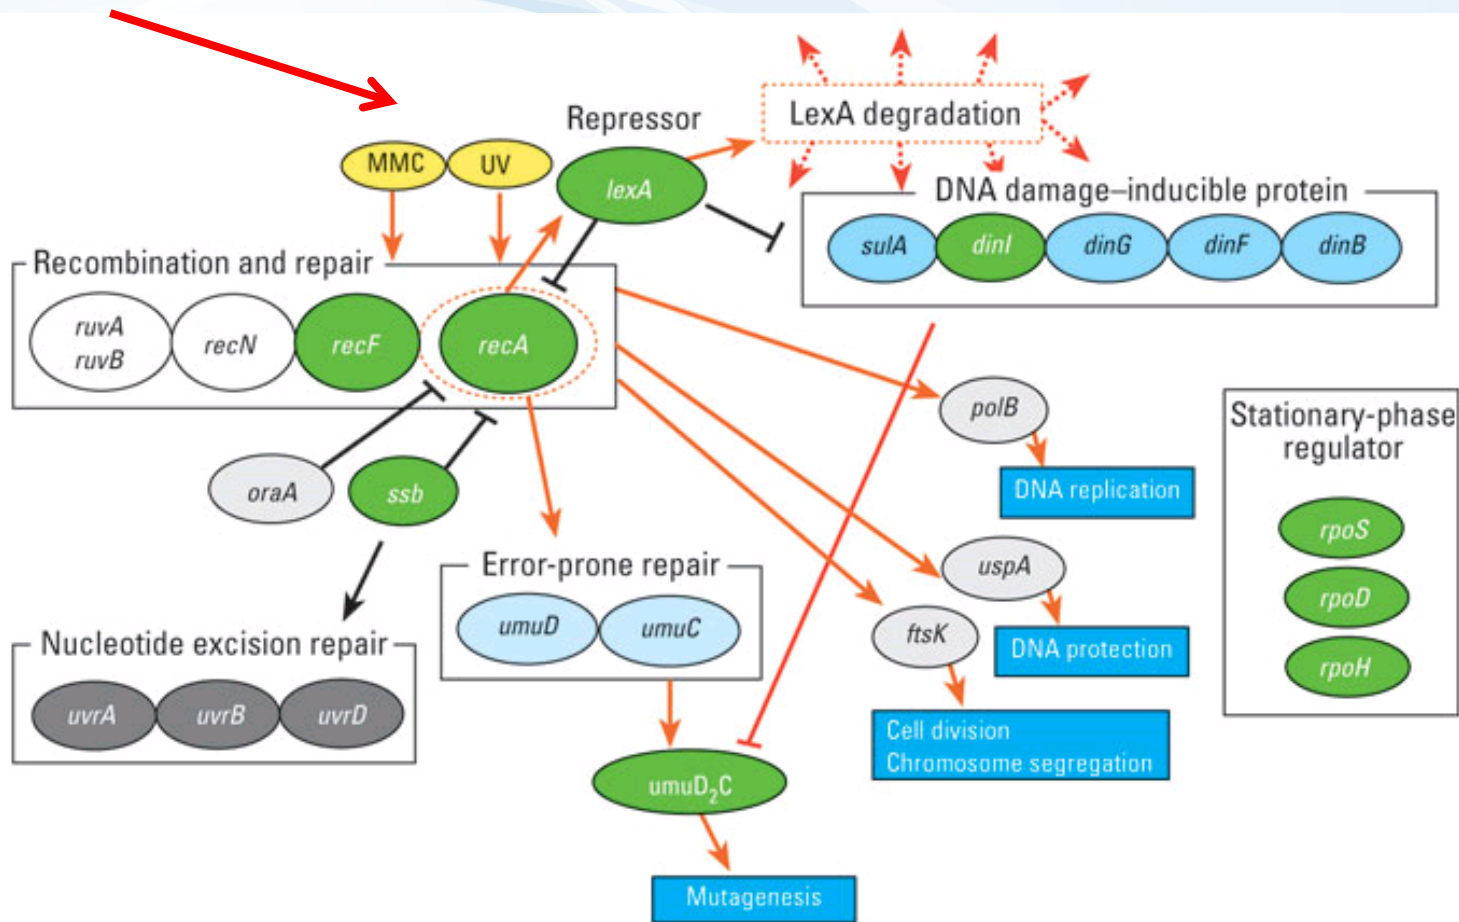 Repressor
LexA degradation
MMC
UV
lexA
DNA damage–inducible protein
sulA
dinI
dinG
dinF
dinB
Recombination and repair
ruvA
ruvB
recN
recF
recA
polB
DNA replication
Stationary-phase
regulator
rpoS
rpoD
rpoH
oraA
ssb
uspA
DNA protection
Error-prone repair
umuD
umuC
ftsK
Cell division
Chromosome segregation
Nucleotide excision repair
uvrA
uvrB
uvrD
umuD₂C
Mutagenesis